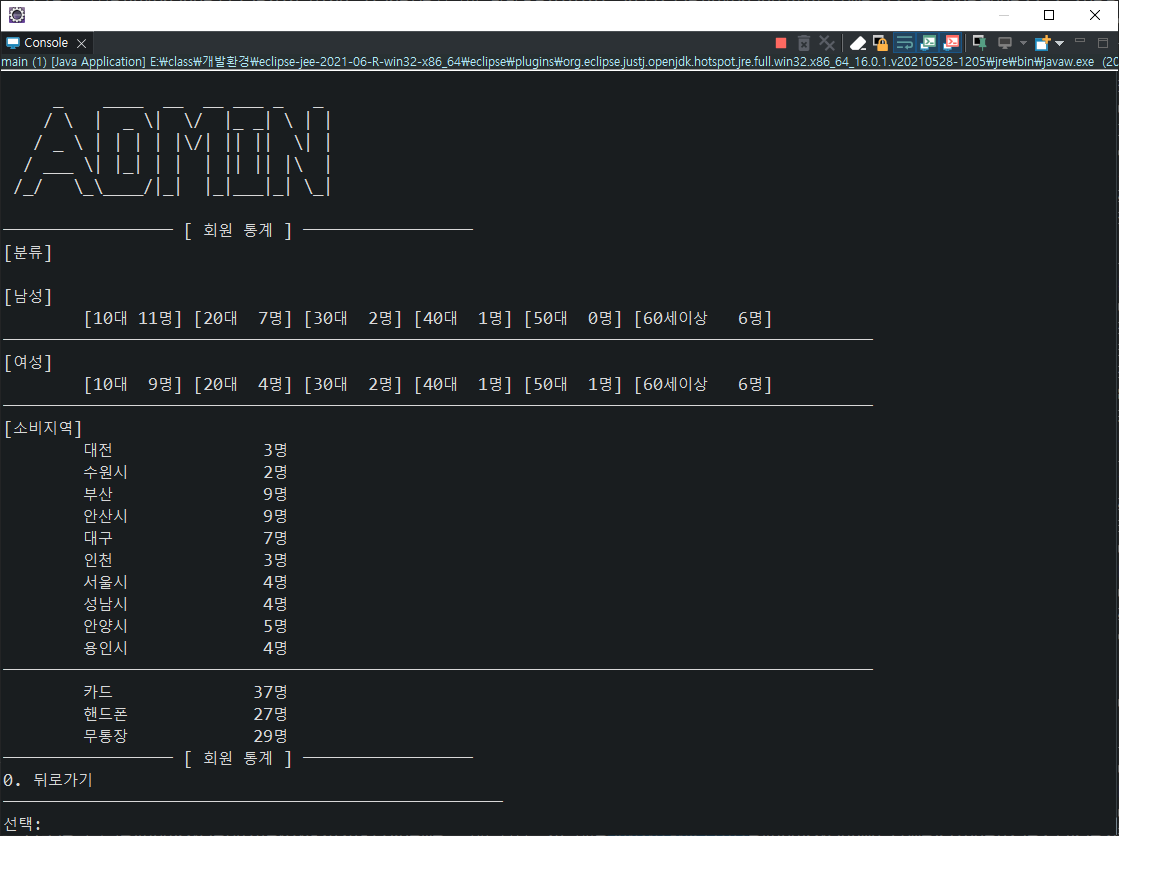 Console
main (1) [Java Application] E:₩class₩개발환경₩eclipse-jee-2021-06-R-win32-x86_64₩eclipse₩plugins₩org.eclipse.justj.openjdk.hotspot.jre.full.win32.x86_64_16.0.1.v20210528-1205₩jre₩bin₩javaw.exe (20
ADMIN
[ 회원 통계 ]
[분류]
[남성]
[10대 11명] [20대 7명] [30대 2명] [40대 1명] [50대 0명] [60세이상 6명]
[여성]
[10대 9명] [20대 4명] [30대 2명] [40대 1명] [50대 1명] [60세이상 6명]
[소비지역]
대전 3명
수원시 2명
부산 9명
안산시 9명
대구 7명
인천 3명
서울시 4명
성남시 4명
안양시 5명
용인시 4명
카드 37명
핸드폰 27명
무통장 29명
[ 회원 통계 ]
0. 뒤로가기
선택: